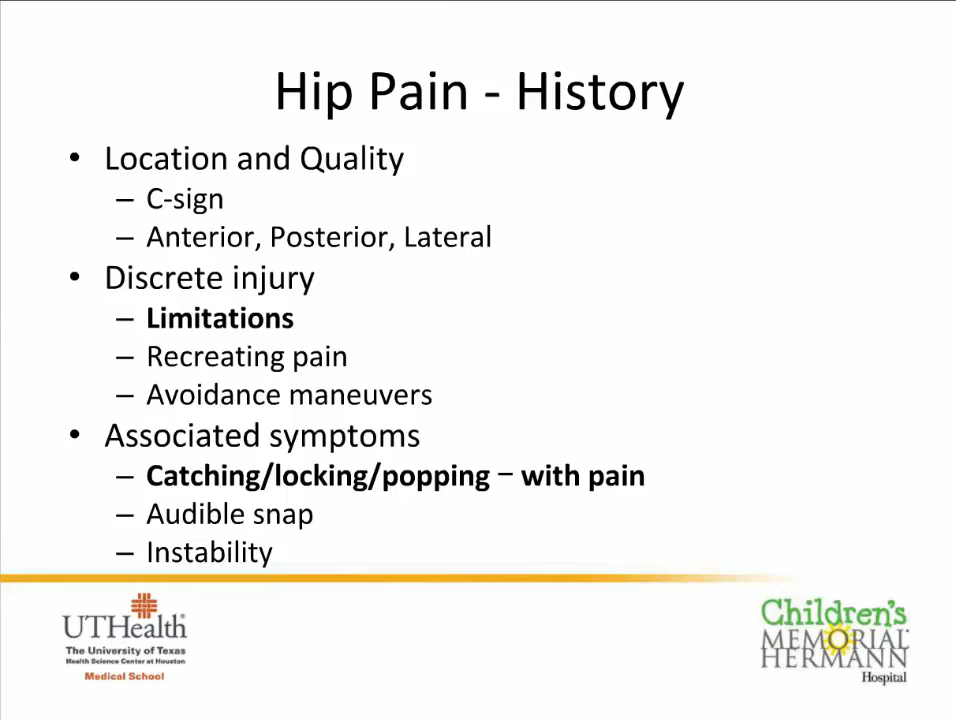 Hip Pain - History
• Location and Quality
– C-sign
– Anterior, Posterior, Lateral
• Discrete injury
– Limitations
– Recreating pain
– Avoidance maneuvers
• Associated symptoms
– Catching/locking/popping – with pain
– Audible snap
– Instability
UTHealth®
The University of Texas
Health Science Center at Houston
Medical School
Children's
MEMORIAL
HERMANN
Hospital